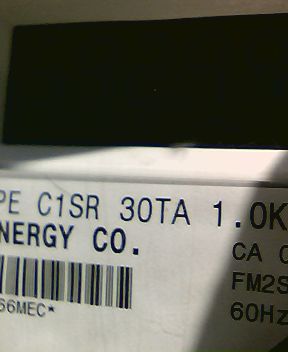 PE C1SR 30TA 1.0K
NERGY CO.
CA
FM2S
66MEC*
60Hz